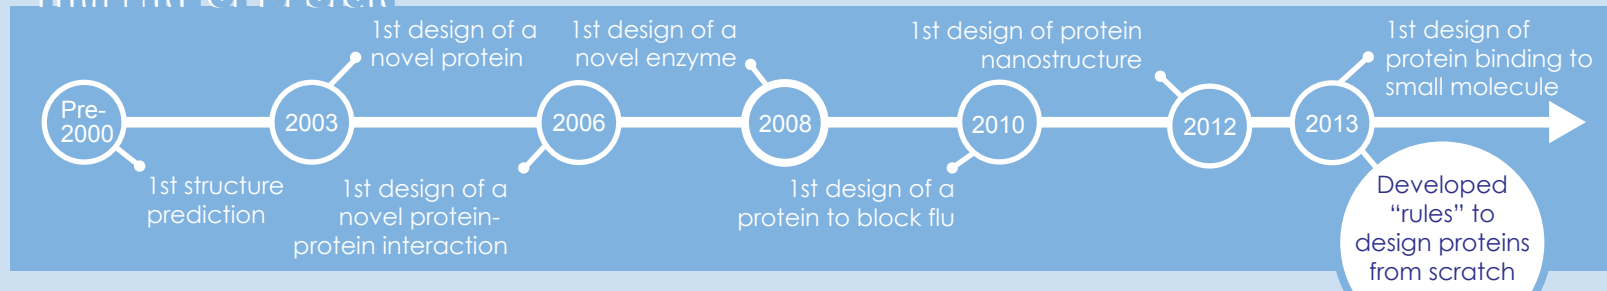 Pre-
2000
1st structure
prediction
2003
1st design of a
novel protein
2006
1st design of a
novel protein-
protein interaction
2008
1st design of a
novel enzyme
2010
1st design of a
protein to block flu
2012
1st design of protein
nanostructure
2013
1st design of
protein binding to
small molecule
Developed
“rules” to
design proteins
from scratch